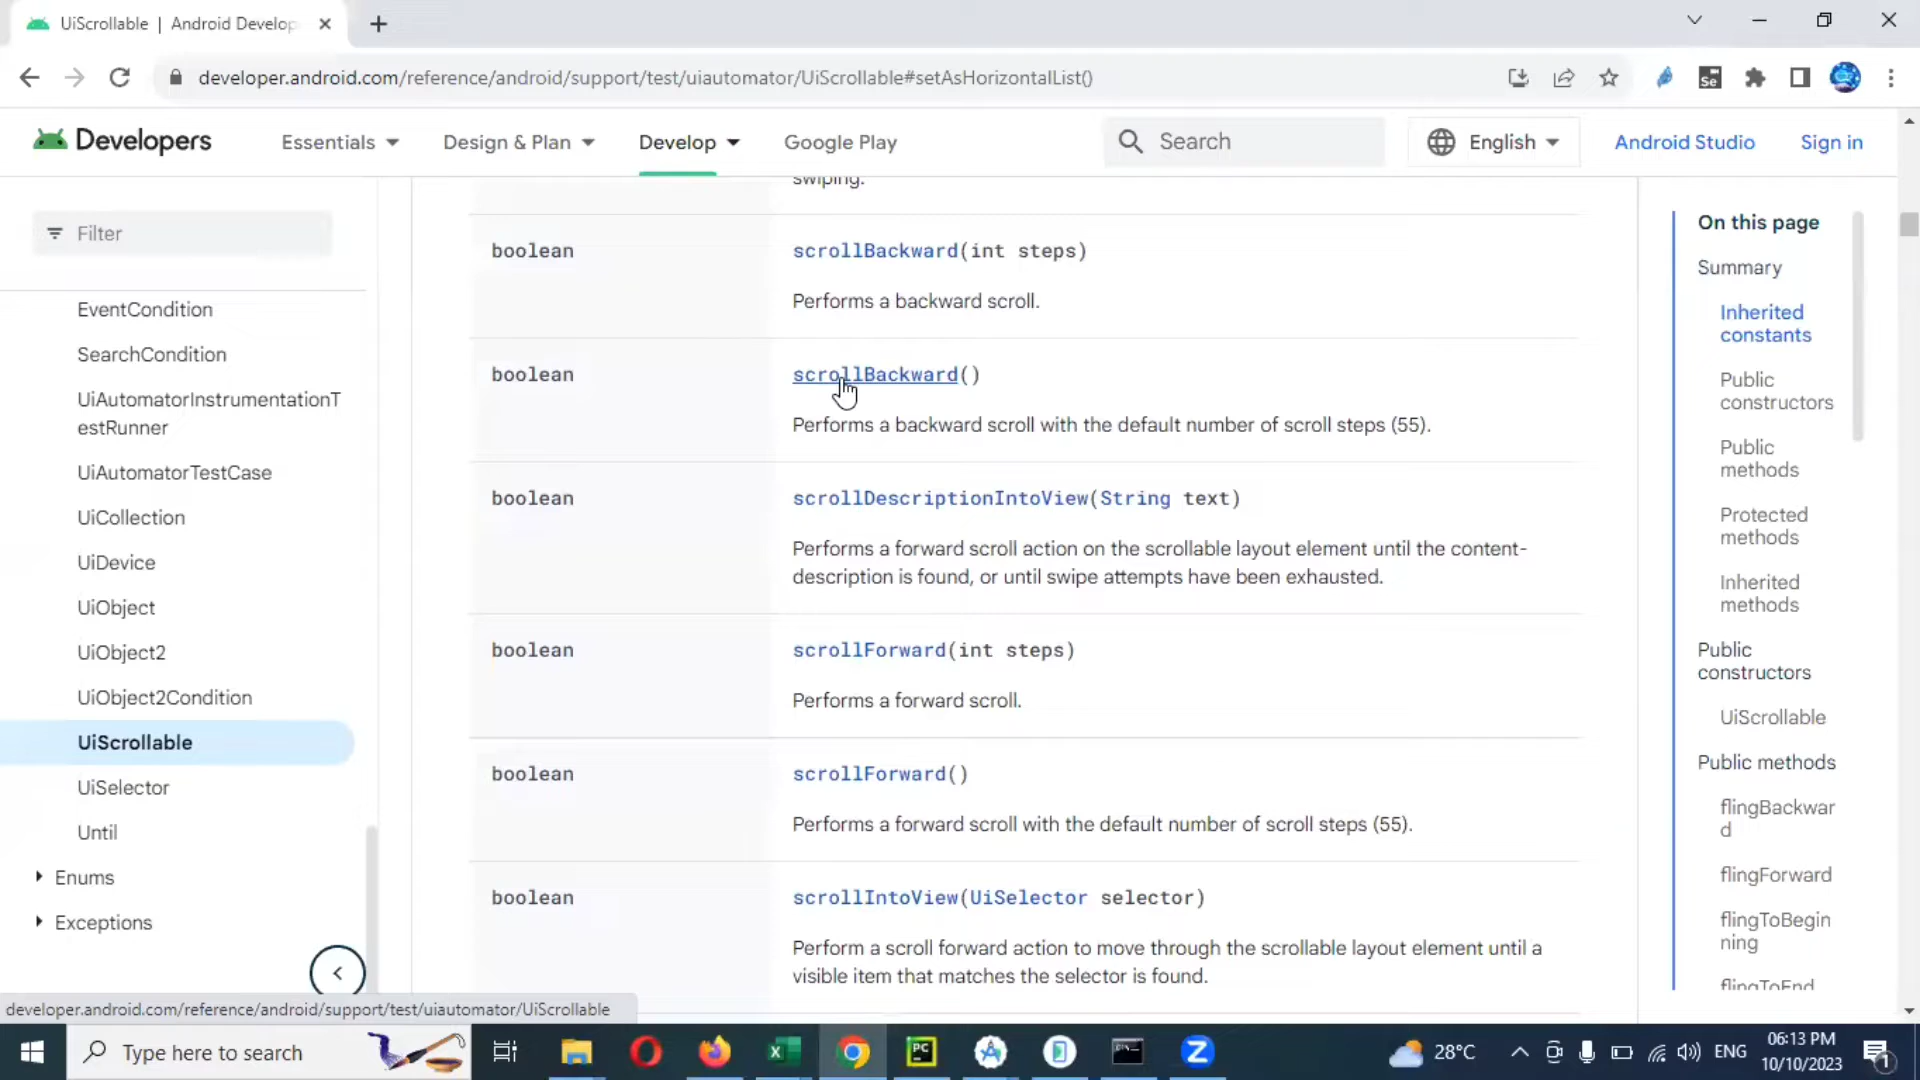 UiScrollable | Android Develop
developer.android.com/reference/android/support/test/uiautomator/UiScrollable#setAsHorizontalList()
Se
Developers
Essentials
Design & Plan
Develop
Google Play
Search
English
Android Studio
Sign in
Filter
EventCondition
SearchCondition
UiAutomatorInstrumentationT
estRunner
UiAutomatorTestCase
UiCollection
UiDevice
UiObject
UiObject2
UiObject2Condition
UiScrollable
UiSelector
Until
Enums
Exceptions
swiping.
boolean scrollBackward(int steps)
Performs a backward scroll.
boolean scrollBackward()
Performs a backward scroll with the default number of scroll steps (55).
boolean scrollDescriptionIntoView(String text)
Performs a forward scroll action on the scrollable layout element until the content-
description is found, or until swipe attempts have been exhausted.
boolean scrollForward(int steps)
Performs a forward scroll.
boolean scrollForward()
Performs a forward scroll with the default number of scroll steps (55).
boolean scrollIntoView(UiSelector selector)
Perform a scroll forward action to move through the scrollable layout element until a
visible item that matches the selector is found.
On this page
Summary
Inherited
constants
Public
constructors
Public
methods
Protected
methods
Inherited
methods
Public
constructors
UiScrollable
Public methods
flingBackwar
d
flingForward
flingToBegin
ning
flingToEnd
developer.android.com/reference/android/support/test/uiautomator/UiScrollable
Type here to search
PC
28°C
ENG
06:13 PM
10/10/2023
1